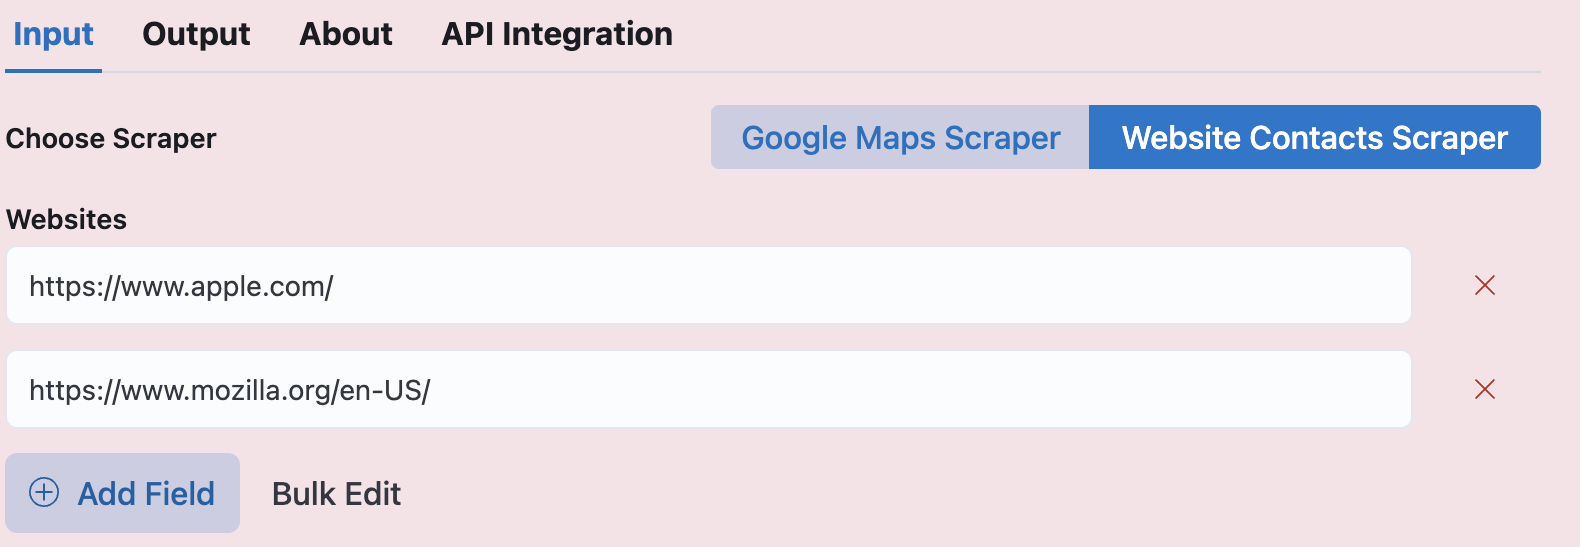 Input Output About API Integration
Choose Scraper Google Maps Scraper Website Contacts Scraper
Websites
https://www.apple.com/
https://www.mozilla.org/en-US/
Add Field Bulk Edit